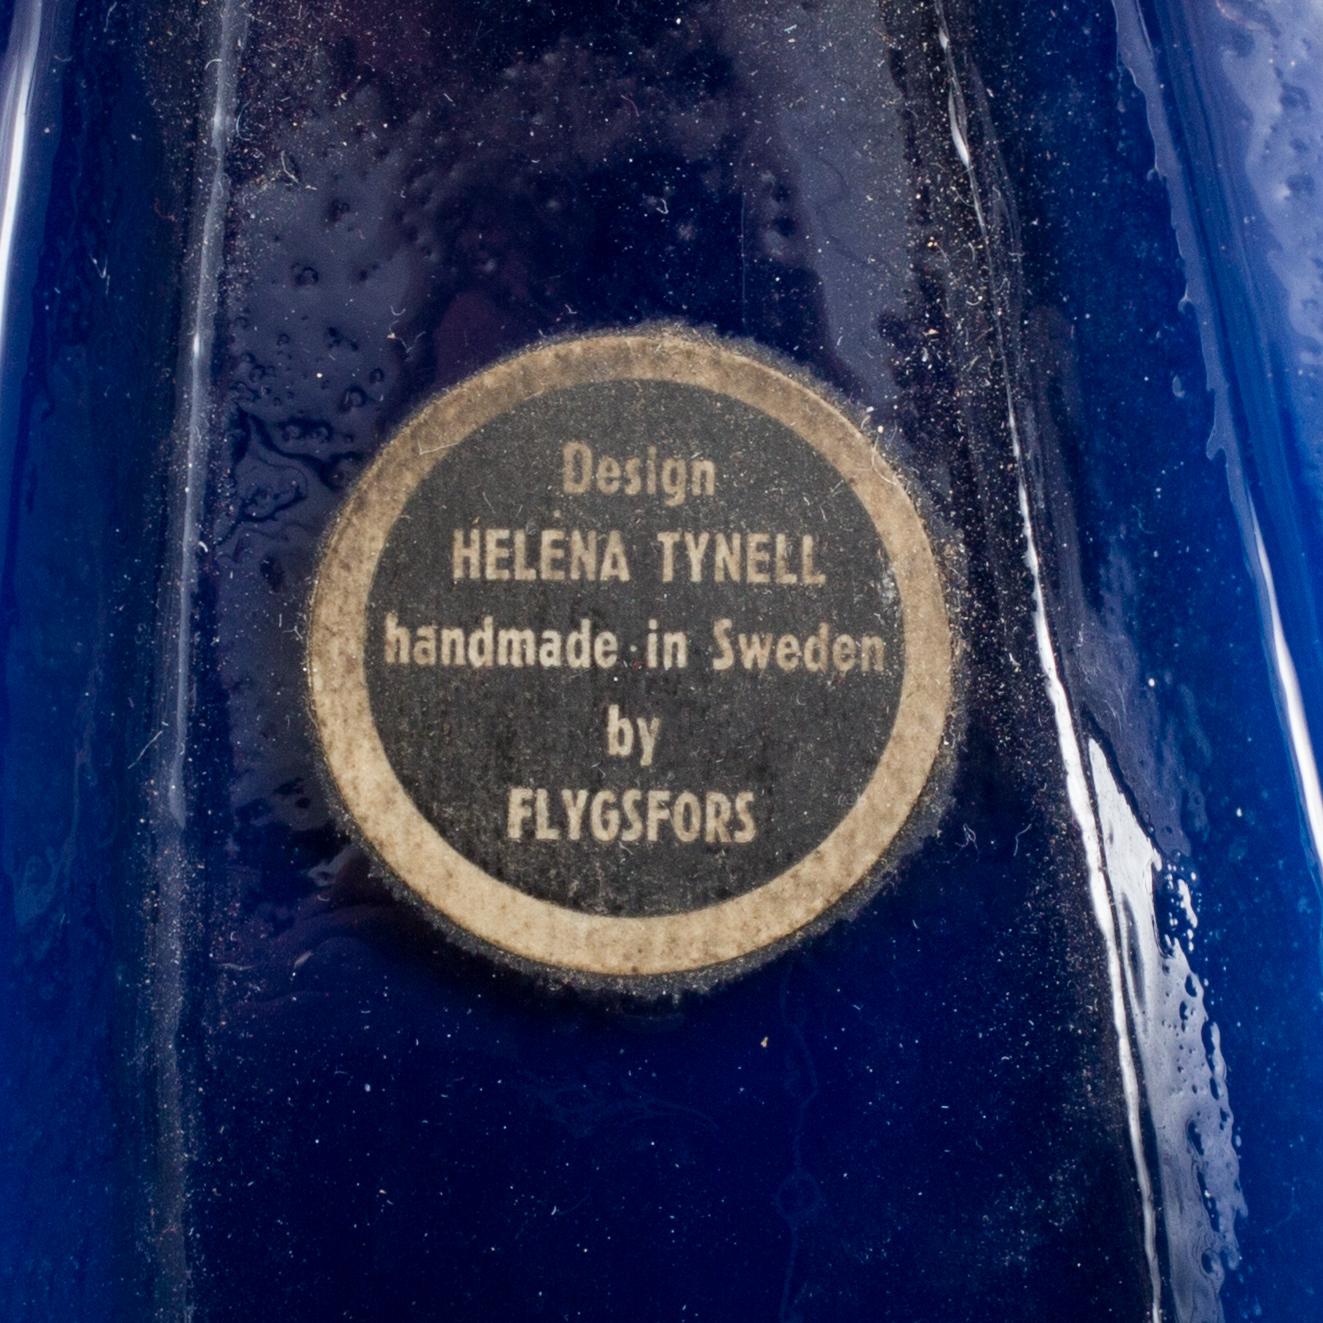 Design
HELENA TYNELL
handmade in Sweden
by
FLYGSFORS